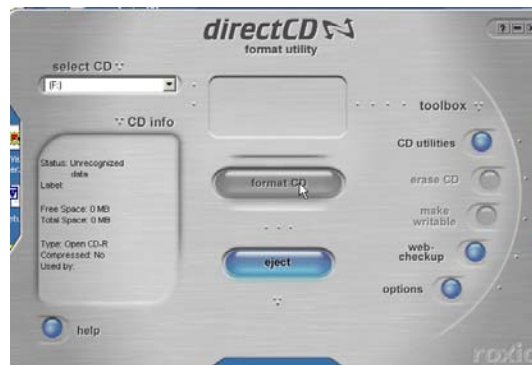 directCD
format utility
select CD
(F:)
CD info
toolbox
CD utilities
Status: Unrecognized
data
Label:
format CD
erase CD
Free Space: 0 MB
Total Space: 0 MB
make
writable
Type: Open CD-R
Compressed: No
Used by:
eject
web-
checkup
options
help
roxio